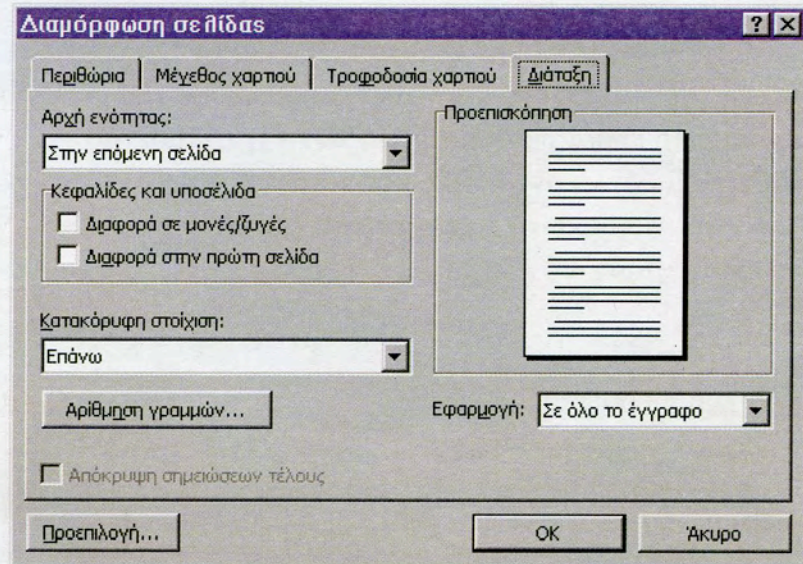 Διαμόρφωση σελίδας
Περιθώρια Μέγεθος χαρτιού Τροφοδοσία χαρτιού Διάταξη
Αρχή ενότητας:
Στην επόμενη σελίδα
Κεφαλίδες και υποσέλιδα
Διαφορά σε μονές/ζυγές
Διαφορά στην πρώτη σελίδα
Κατακόρυφη στοίχιση:
Επάνω
Αρίθμηση γραμμών...
Απόκρυψη σημειώσεων τέλους
Προεπισκόπηση
Εφαρμογή: Σε όλο το έγγραφο
Προεπιλογή...
OK
Άκυρο